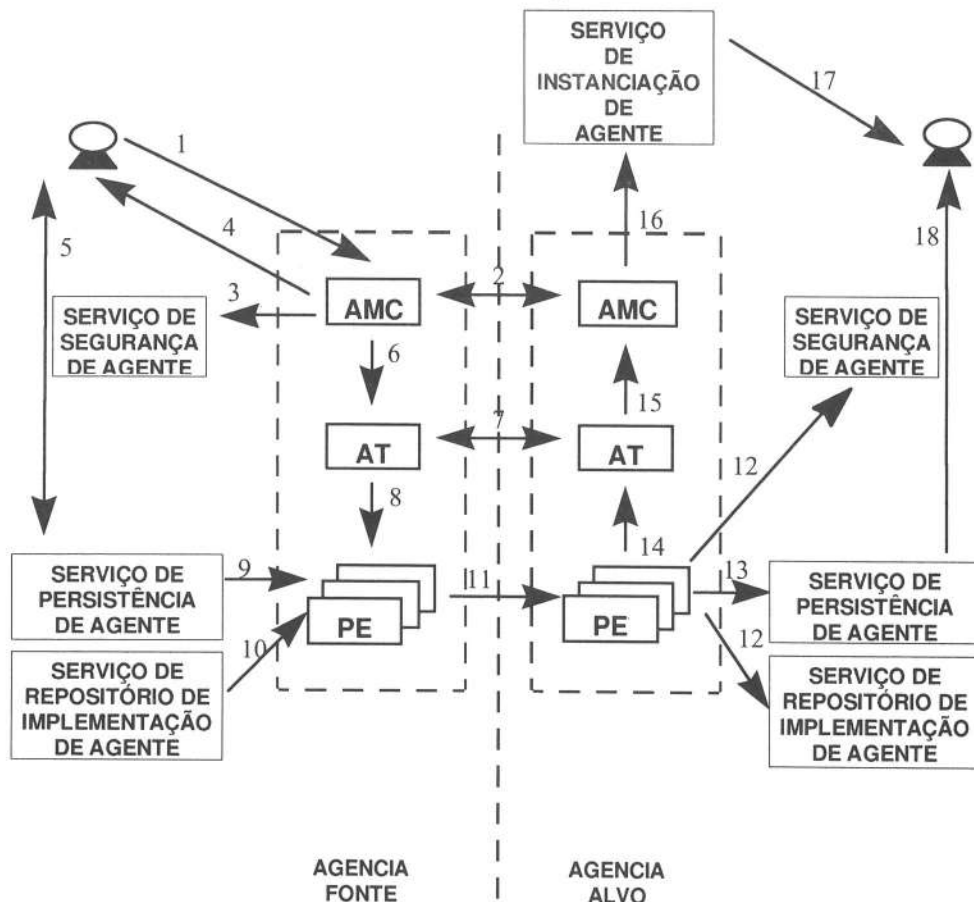 SERVIÇO
DE
INSTANCIAÇÃO
DE
AGENTE
17
1
4
5
16
18
2
3
AMC
AMC
SERVIÇO DE
SEGURANÇA
DE AGENTE
SERVIÇO DE
SEGURANÇA
DE AGENTE
6
15
7
AT
AT
12
8
14
9
11
13
SERVIÇO DE
PERSISTÊNCIA
DE AGENTE
PE
PE
SERVIÇO DE
PERSISTÊNCIA
DE AGENTE
10
12
SERVIÇO DE
REPOSITÓRIO DE
IMPLEMENTAÇÃO
DE AGENTE
SERVIÇO DE
REPOSITÓRIO DE
IMPLEMENTAÇÃO
DE AGENTE
AGENCIA
FONTE
AGENCIA
ALVO